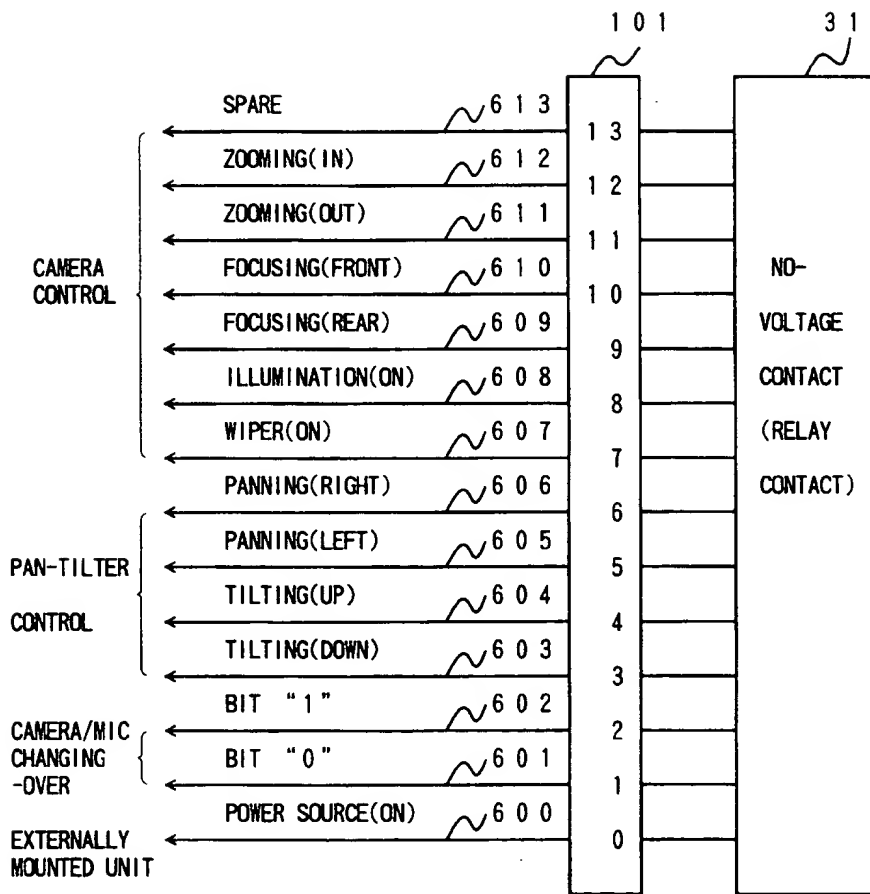 101
31
SPARE 613
13
ZOOMING(IN) 612
12
ZOOMING(OUT) 611
11
CAMERA
CONTROL
FOCUSING(FRONT) 610
10
FOCUSING(REAR) 609
9
ILLUMINATION(ON) 608
8
WIPER(ON) 607
7
PANNING(RIGHT) 606
6
PAN-TILTER
CONTROL
PANNING(LEFT) 605
5
TILTING(UP) 604
4
TILTING(DOWN) 603
3
CAMERA/MIC
CHANGING
-OVER
BIT "1" 602
2
BIT "0" 601
1
EXTERNALLY
MOUNTED UNIT
POWER SOURCE(ON) 600
0
NO-
VOLTAGE
CONTACT
(RELAY
CONTACT)